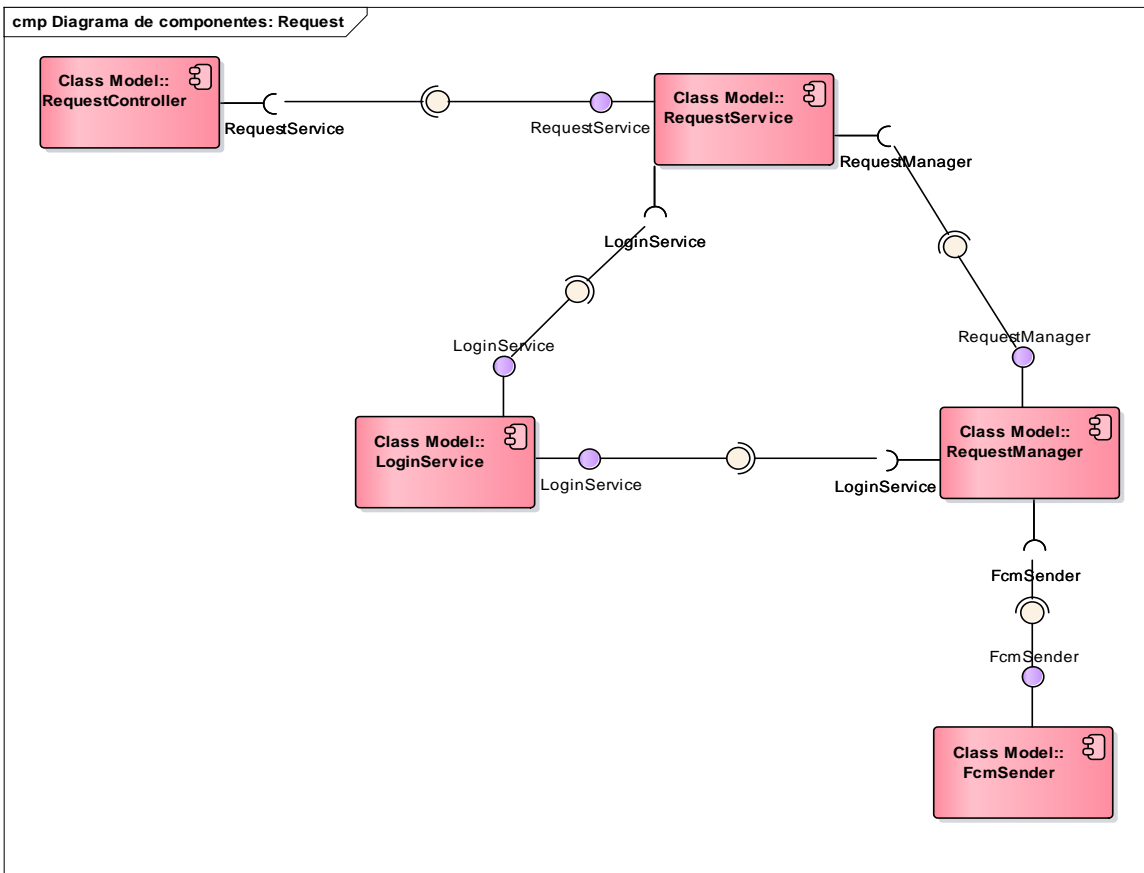 cmp Diagrama de componentes: Request
Class Model::
RequestController
RequestService
RequestService
Class Model::
RequestService
RequestManager
LoginService
LoginService
RequestManager
Class Model::
LoginService
LoginService
LoginService
Class Model::
RequestManager
FcmSender
FcmSender
Class Model::
FcmSender